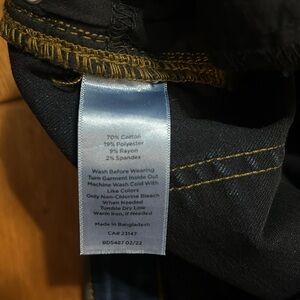 70% Cotton
19% Polyester
9% Rayon
2% Spandex
Wash Before Wearing
Turn Garment Inside Out
Machine Wash Cold With
Like Colors
Only Non-Chlorine Bleach
When Needed
Tumble Dry Low
Warm Iron, If Needed
Made In Bangladesh
CA# 23147
BD5487 02/22